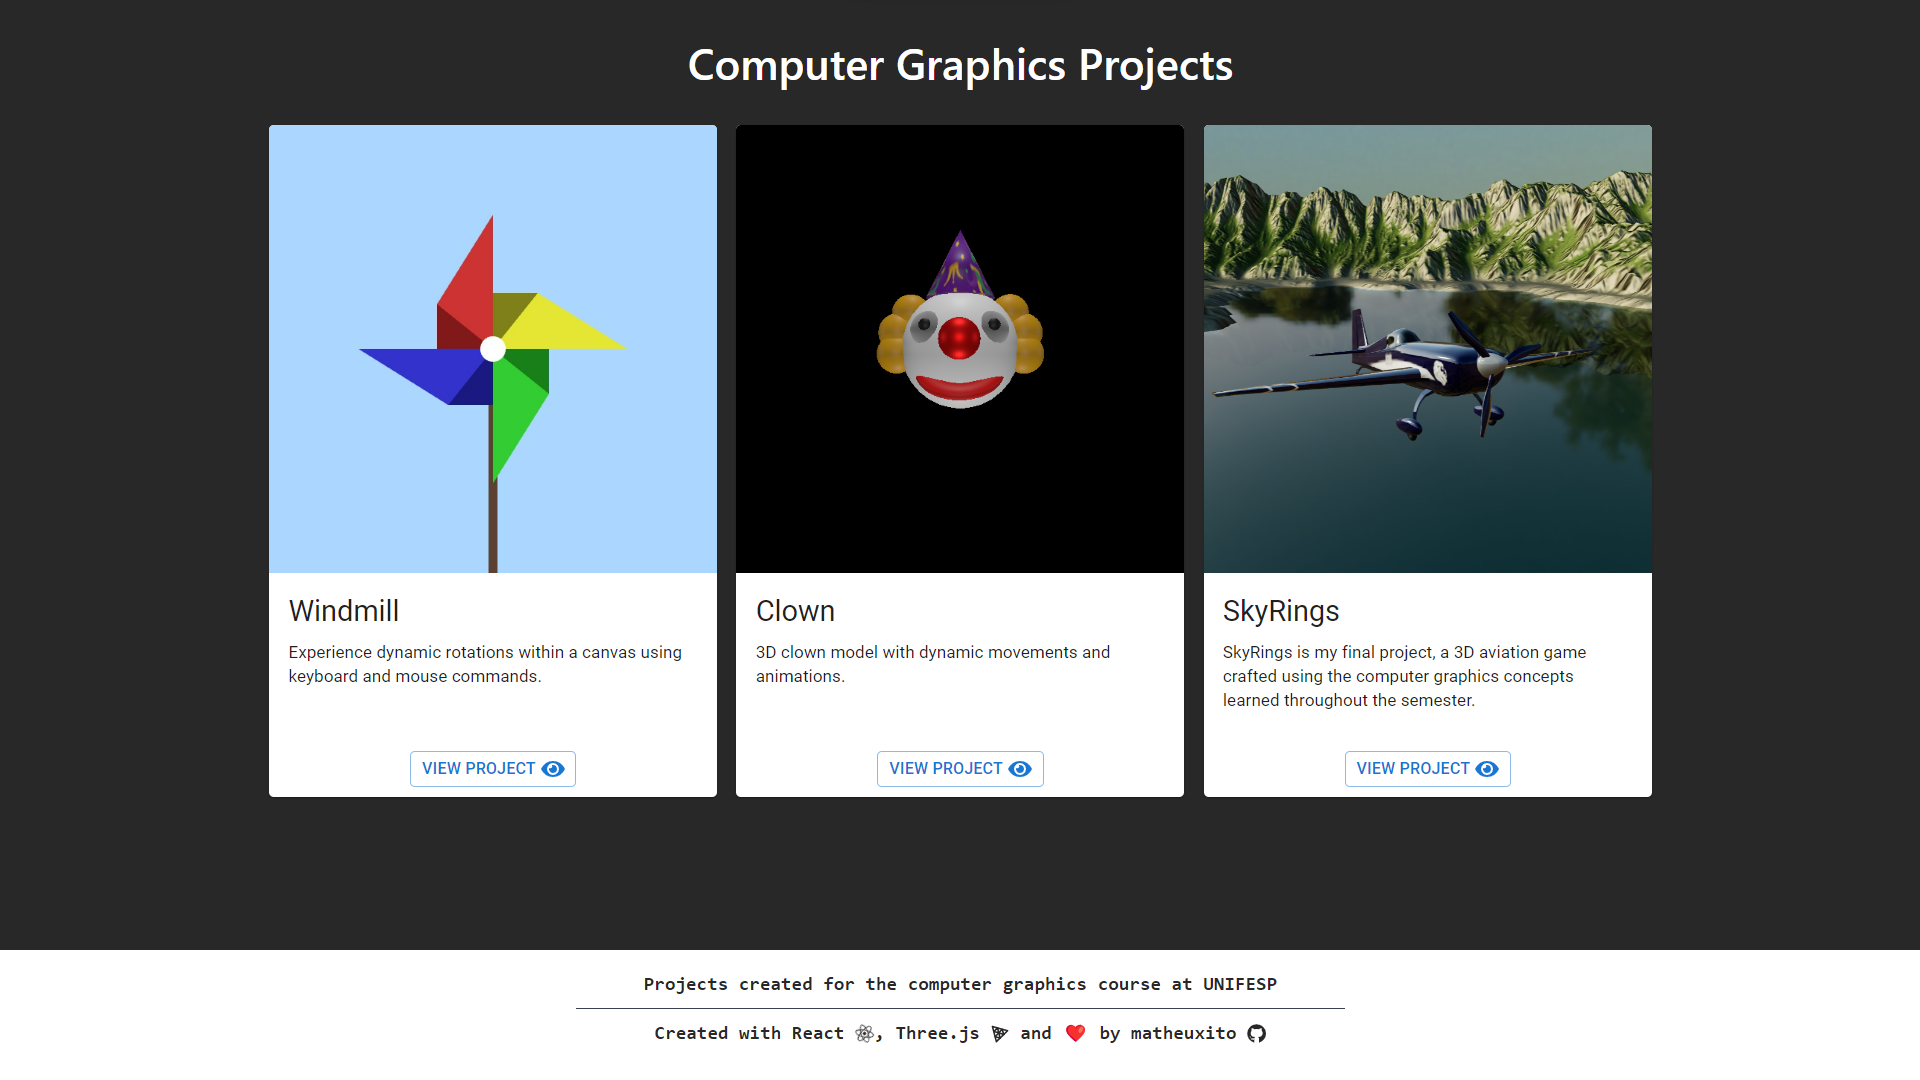 Computer Graphics Projects
Windmill
Experience dynamic rotations within a canvas using
keyboard and mouse commands.
VIEW PROJECT
Clown
3D clown model with dynamic movements and
animations.
VIEW PROJECT
SkyRings
SkyRings is my final project, a 3D aviation game
crafted using the computer graphics concepts
learned throughout the semester.
VIEW PROJECT
Projects created for the computer graphics course at UNIFESP
Created with React , Three.js and ❤️ by matheuxito